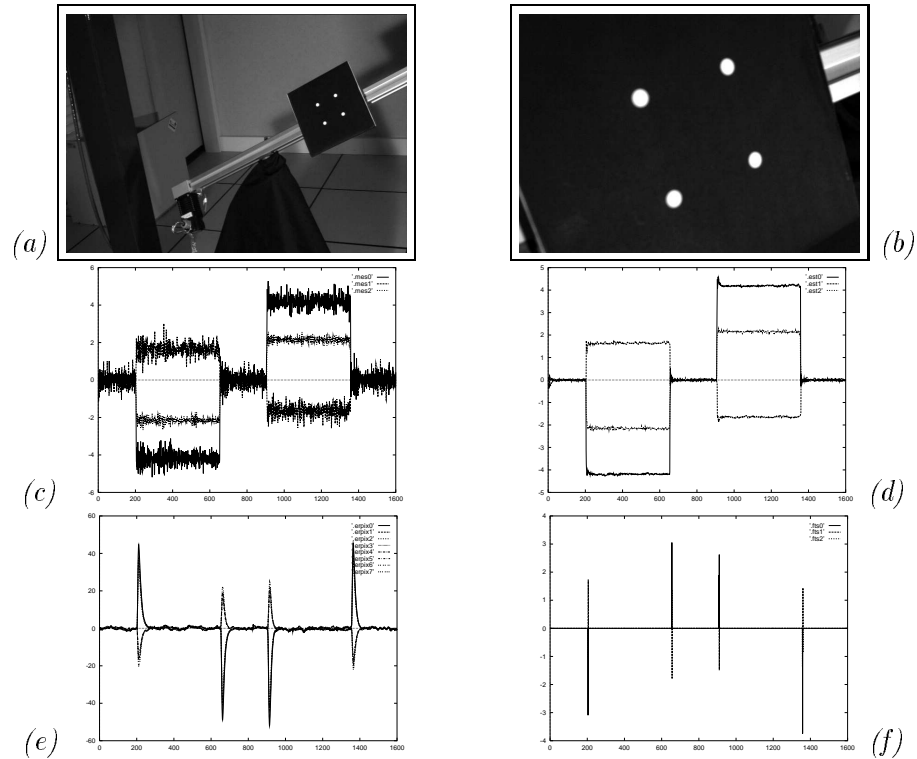 (a)
(b)
'.mes0'
'.mes1'
'.mes2'
6
4
2
0
-2
-4
-6
0 200 400 600 800 1000 1200 1400 1600
(c)
'.est0'
'.est1'
'.est2'
5
4
3
2
1
0
-1
-2
-3
-4
-5
0 200 400 600 800 1000 1200 1400 1600
(d)
'.erpix0'
'.erpix1'
'.erpix2'
'.erpix3'
'.erpix4'
'.erpix5'
'.erpix6'
'.erpix7'
60
40
20
0
-20
-40
-60
0 200 400 600 800 1000 1200 1400 1600
(e)
'.fts0'
'.fts1'
'.fts2'
4
3
2
1
0
-1
-2
-3
-4
0 200 400 600 800 1000 1200 1400 1600
(f)